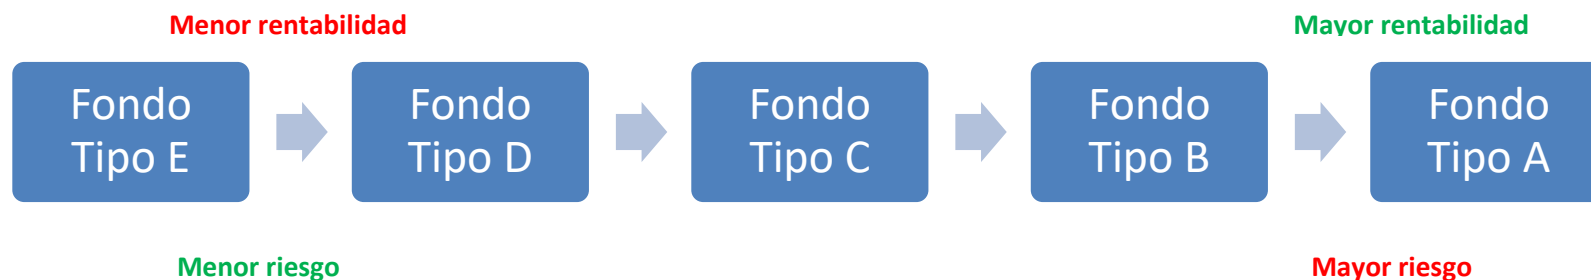 Menor rentabilidad
Mayor rentabilidad
Fondo
Tipo E
Fondo
Tipo D
Fondo
Tipo C
Fondo
Tipo B
Fondo
Tipo A
Menor riesgo
Mayor riesgo